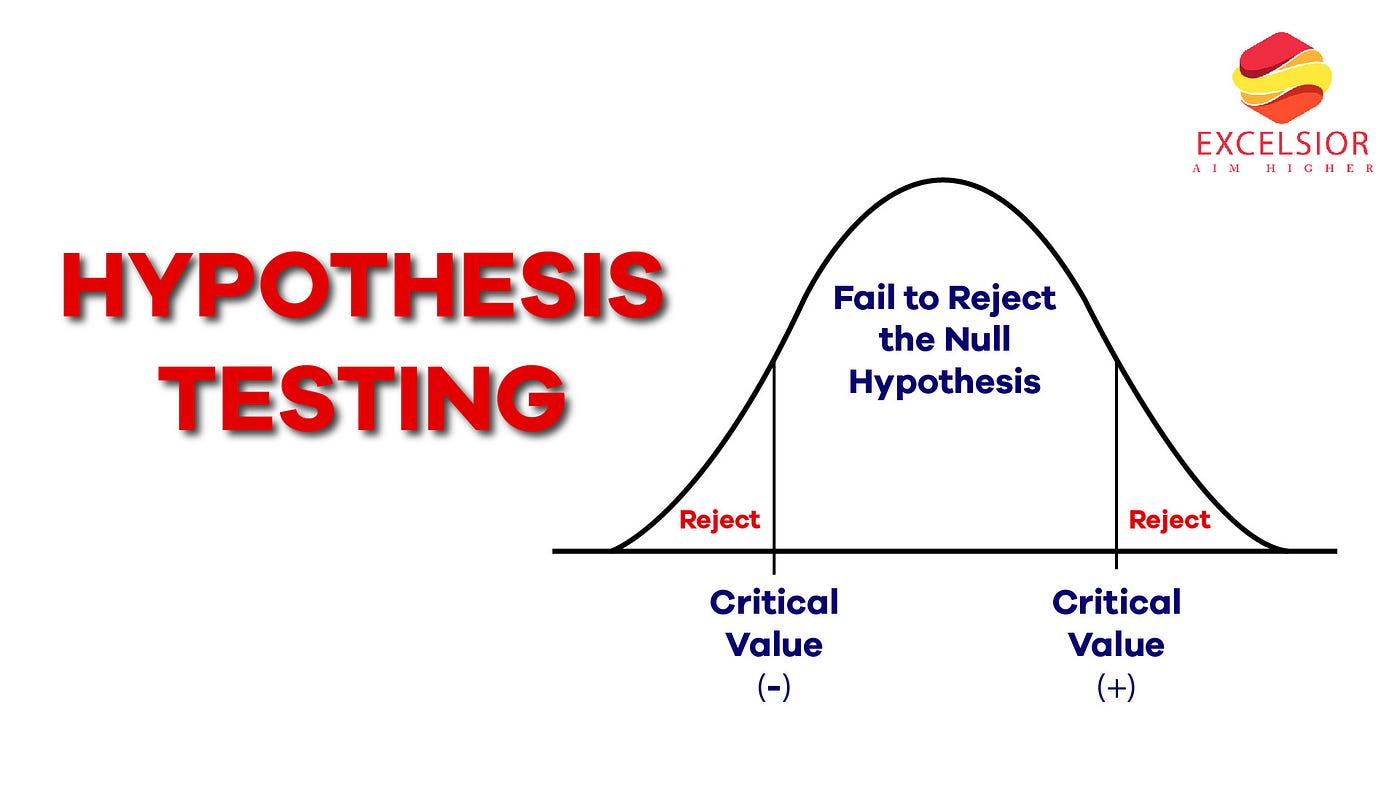 EXCELSIOR
AIM HIGHER
HYPOTHESIS
TESTING
Fail to Reject
the Null
Hypothesis
Reject
Reject
Critical
Value
(-)
Critical
Value
(+)